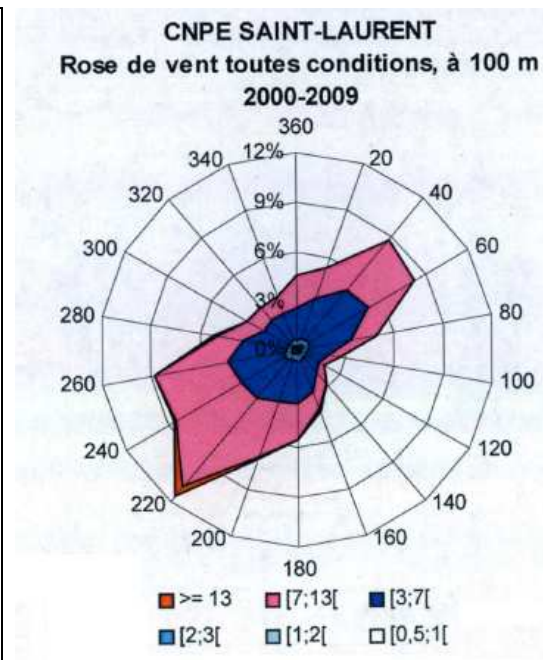 CNPE SAINT-LAURENT
Rose de vent toutes conditions, à 100 m
2000-2009
360
340 12% 20
320 9% 40
300 6% 60
3%
280 0% 80
260 100
240 120
220 140
200 160
180
>= 13 [7;13[ [3;7[
[2;3[ [1;2[ [0,5;1[